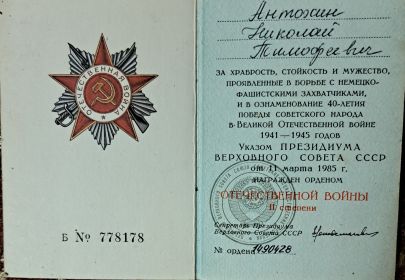 ОТЕЧЕСТВЕННАЯ ВОЙНА
Б № 778178
Антохин
Николай
Тимофеевич
ЗА ХРАБРОСТЬ, СТОЙКОСТЬ И МУЖЕСТВО,
ПРОЯВЛЕННЫЕ В БОРЬБЕ С НЕМЕЦКО-
ФАШИСТСКИМИ ЗАХВАТЧИКАМИ,
И В ОЗНАМЕНОВАНИЕ 40-ЛЕТИЯ
ПОБЕДЫ СОВЕТСКОГО НАРОДА
В ВЕЛИКОЙ ОТЕЧЕСТВЕННОЙ ВОЙНЕ
1941—1945 ГОДОВ
Указом ПРЕЗИДИУМА
ВЕРХОВНОГО СОВЕТА СССР
от 11 марта 1985 г.
НАГРАЖДЕН ОРДЕНОМ
ОТЕЧЕСТВЕННОЙ ВОЙНЫ
II степени
Секретарь Президиума
Верховного Совета СССР
№ ордена 1490428